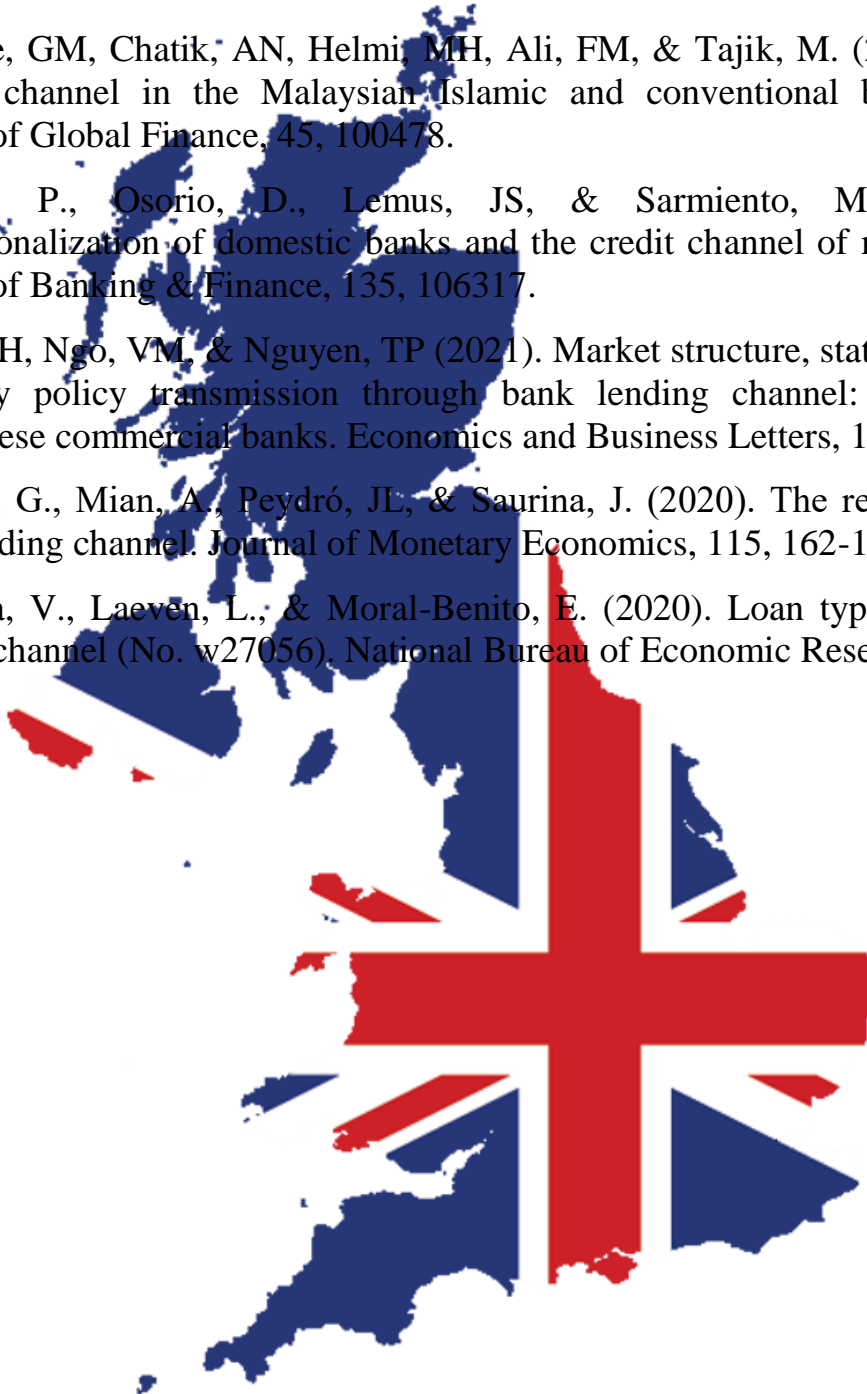 e, GM, Chatik, AN, Helmi, MH, Ali, FM, & Tajik, M. (
channel in the Malaysian Islamic and conventional b
of Global Finance, 45, 100478.
P., Osorio, D., Lemus, JS, & Sarmiento, M
onalization of domestic banks and the credit channel of
of Banking & Finance, 135, 106317.
H, Ngo, VM, & Nguyen, TP (2021). Market structure, stat
y policy transmission through bank lending channel:
ese commercial banks. Economics and Business Letters, 1
G., Mian, A., Peydró, JL, & Saurina, J. (2020). The re
ding channel. Journal of Monetary Economics, 115, 162-1
a, V., Laeven, L., & Moral-Benito, E. (2020). Loan typ
channel (No. w27056). National Bureau of Economic Rese